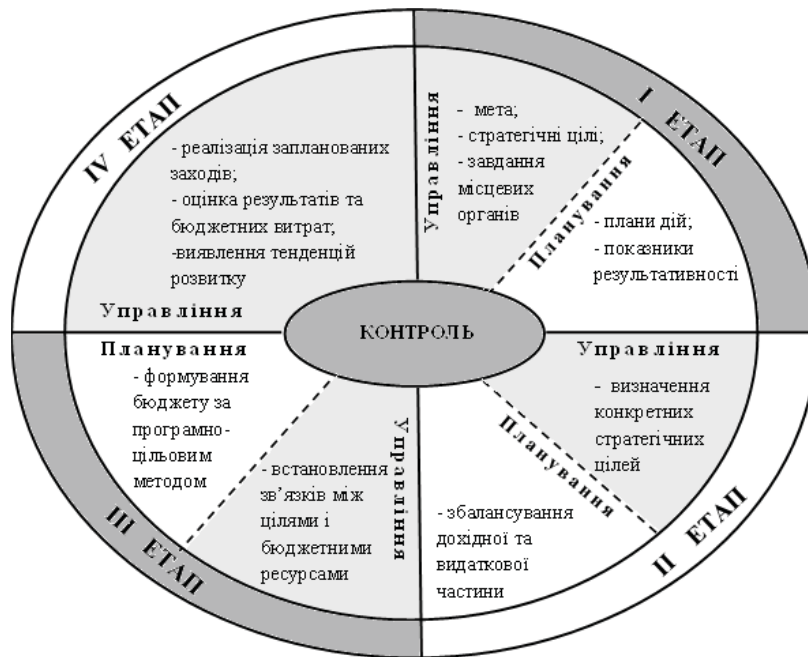 I ЕТАП
Управління
- мета;
- стратегічні цілі;
- завдання
місцевих
органів
Планування
- плани дій;
- показники
результативності
II ЕТАП
Управління
- визначення
конкретних
стратегічних
цілей
Планування
- збалансування
дохідної та
видаткової
частини
III ЕТАП
Управління
- встановлення
зв’язків між
цілями і
бюджетними
ресурсами
Планування
- формування
бюджету за
програмно-
цільовим
методом
IV ЕТАП
- реалізація запланованих
заходів;
- оцінка результатів та
бюджетних витрат;
-виявлення тенденцій
розвитку
Управління
КОНТРОЛЬ